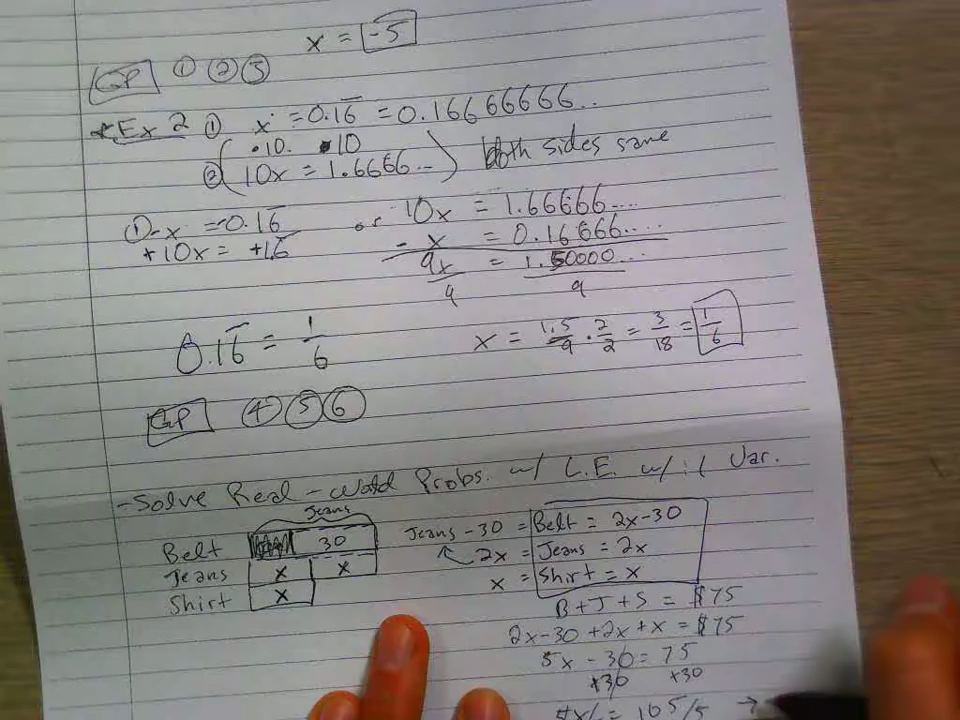 x = -5
GP ① ② ③
*Ex 2 ① x = 0.16̅ = 0.16666666..
·10. ·10
②( 10x = 1.6666... ) both sides same
① -x = -0.16̅ or 10x = 1.66666....
+10x = +1.6̅ - x = 0.16666....
9x = 1.50000...
9 9
0.16̅ = 1/6 x = 1.5/9 · 2/2 = 3/18 = 1/6
GP ④ ⑤ ⑥
-Solve Real-World Probs. w/ L.E. w/ 1 Var.
Jeans
Belt 30 Jeans - 30 = Belt = 2x-30
Jeans x x 2x = Jeans = 2x
Shirt x x = Shirt = x
B + J + S = $75
2x-30 + 2x + x = $75
5x - 30 = 75
+30 +30
= 105/5 →